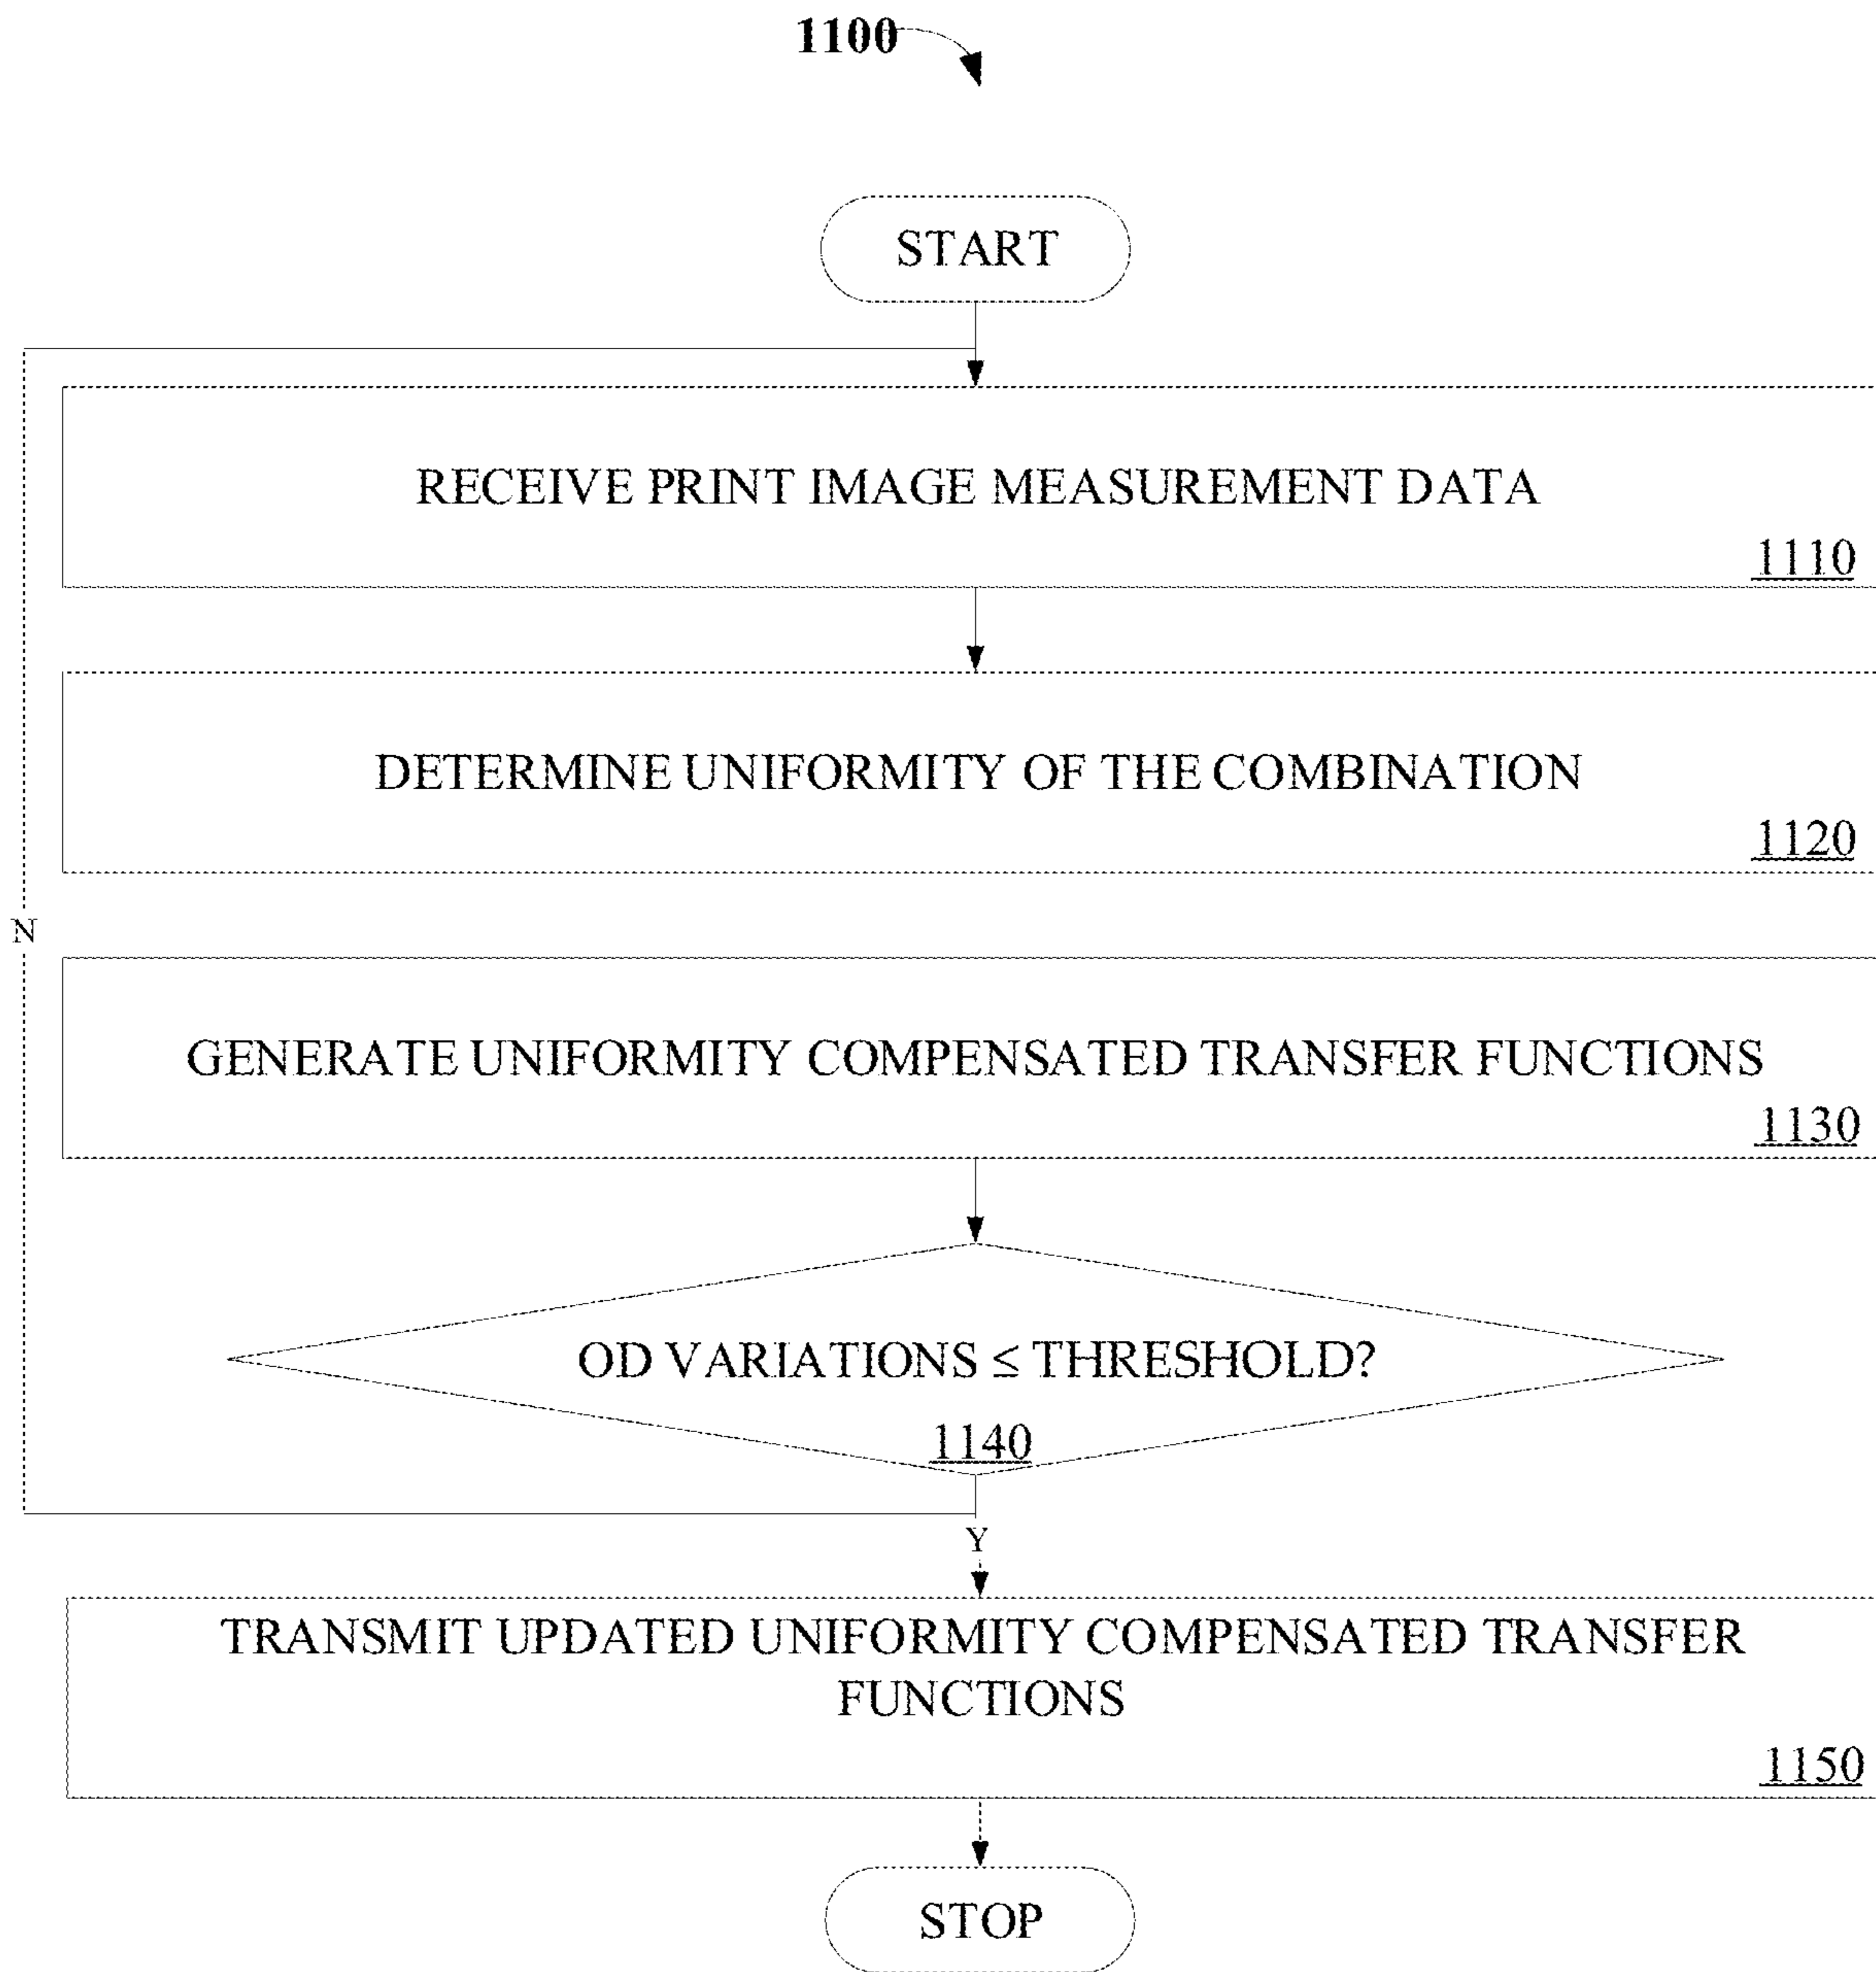 1100
START
RECEIVE PRINT IMAGE MEASUREMENT DATA
1110
DETERMINE UNIFORMITY OF THE COMBINATION
1120
N
GENERATE UNIFORMITY COMPENSATED TRANSFER FUNCTIONS
1130
OD VARIATIONS ≤ THRESHOLD?
1140
Y
TRANSMIT UPDATED UNIFORMITY COMPENSATED TRANSFER
FUNCTIONS
1150
STOP